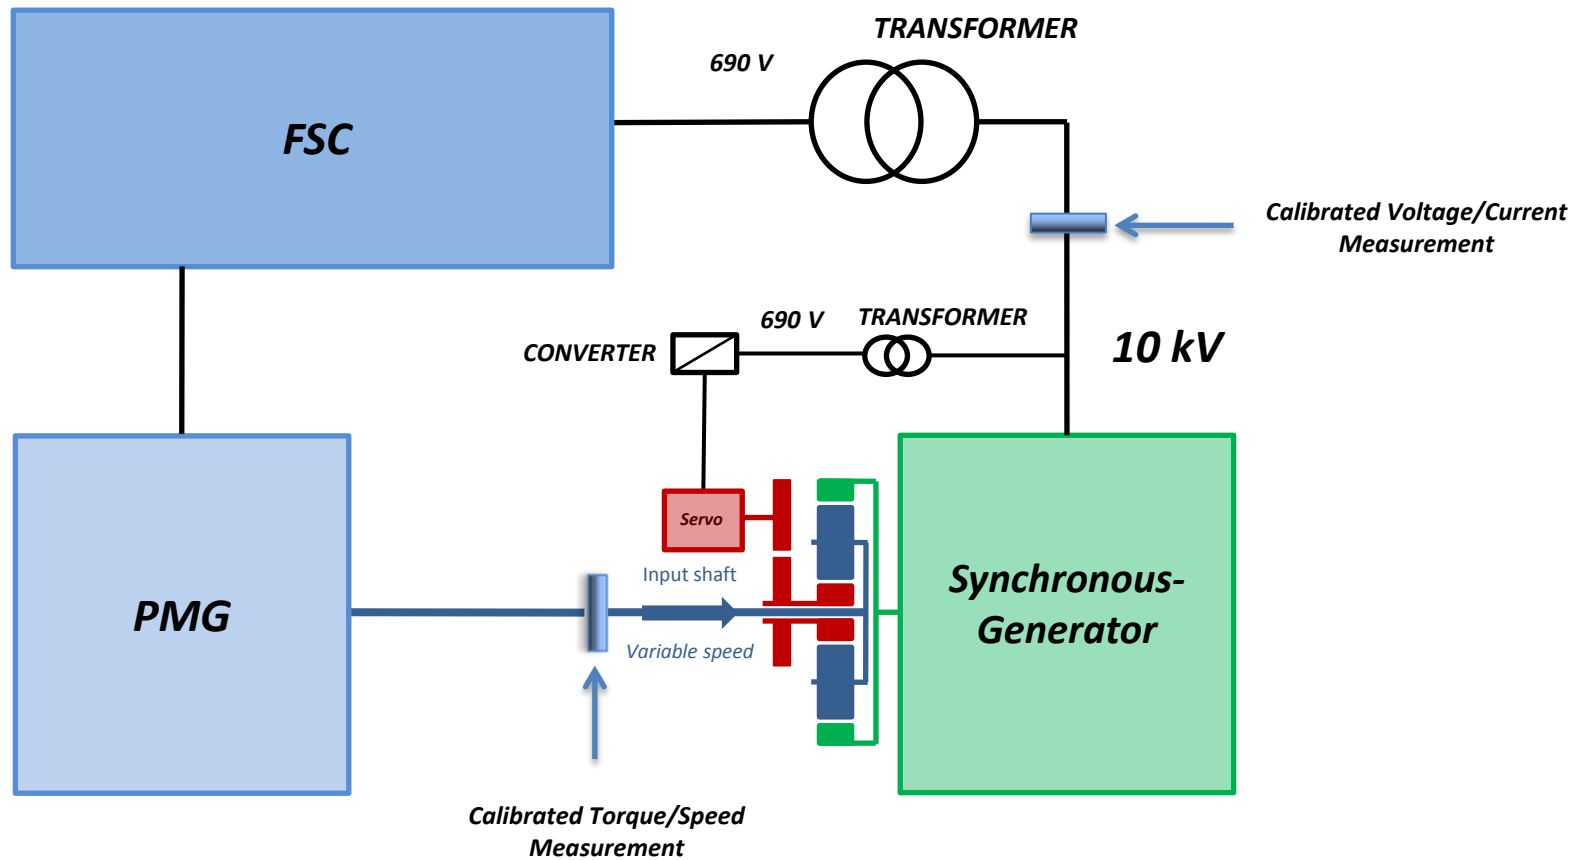 TRANSFORMER
690 V
FSC
Calibrated Voltage/Current
Measurement
690 V
TRANSFORMER
CONVERTER
10 kV
Servo
Input shaft
PMG
Synchronous-
Generator
Variable speed
Calibrated Torque/Speed
Measurement